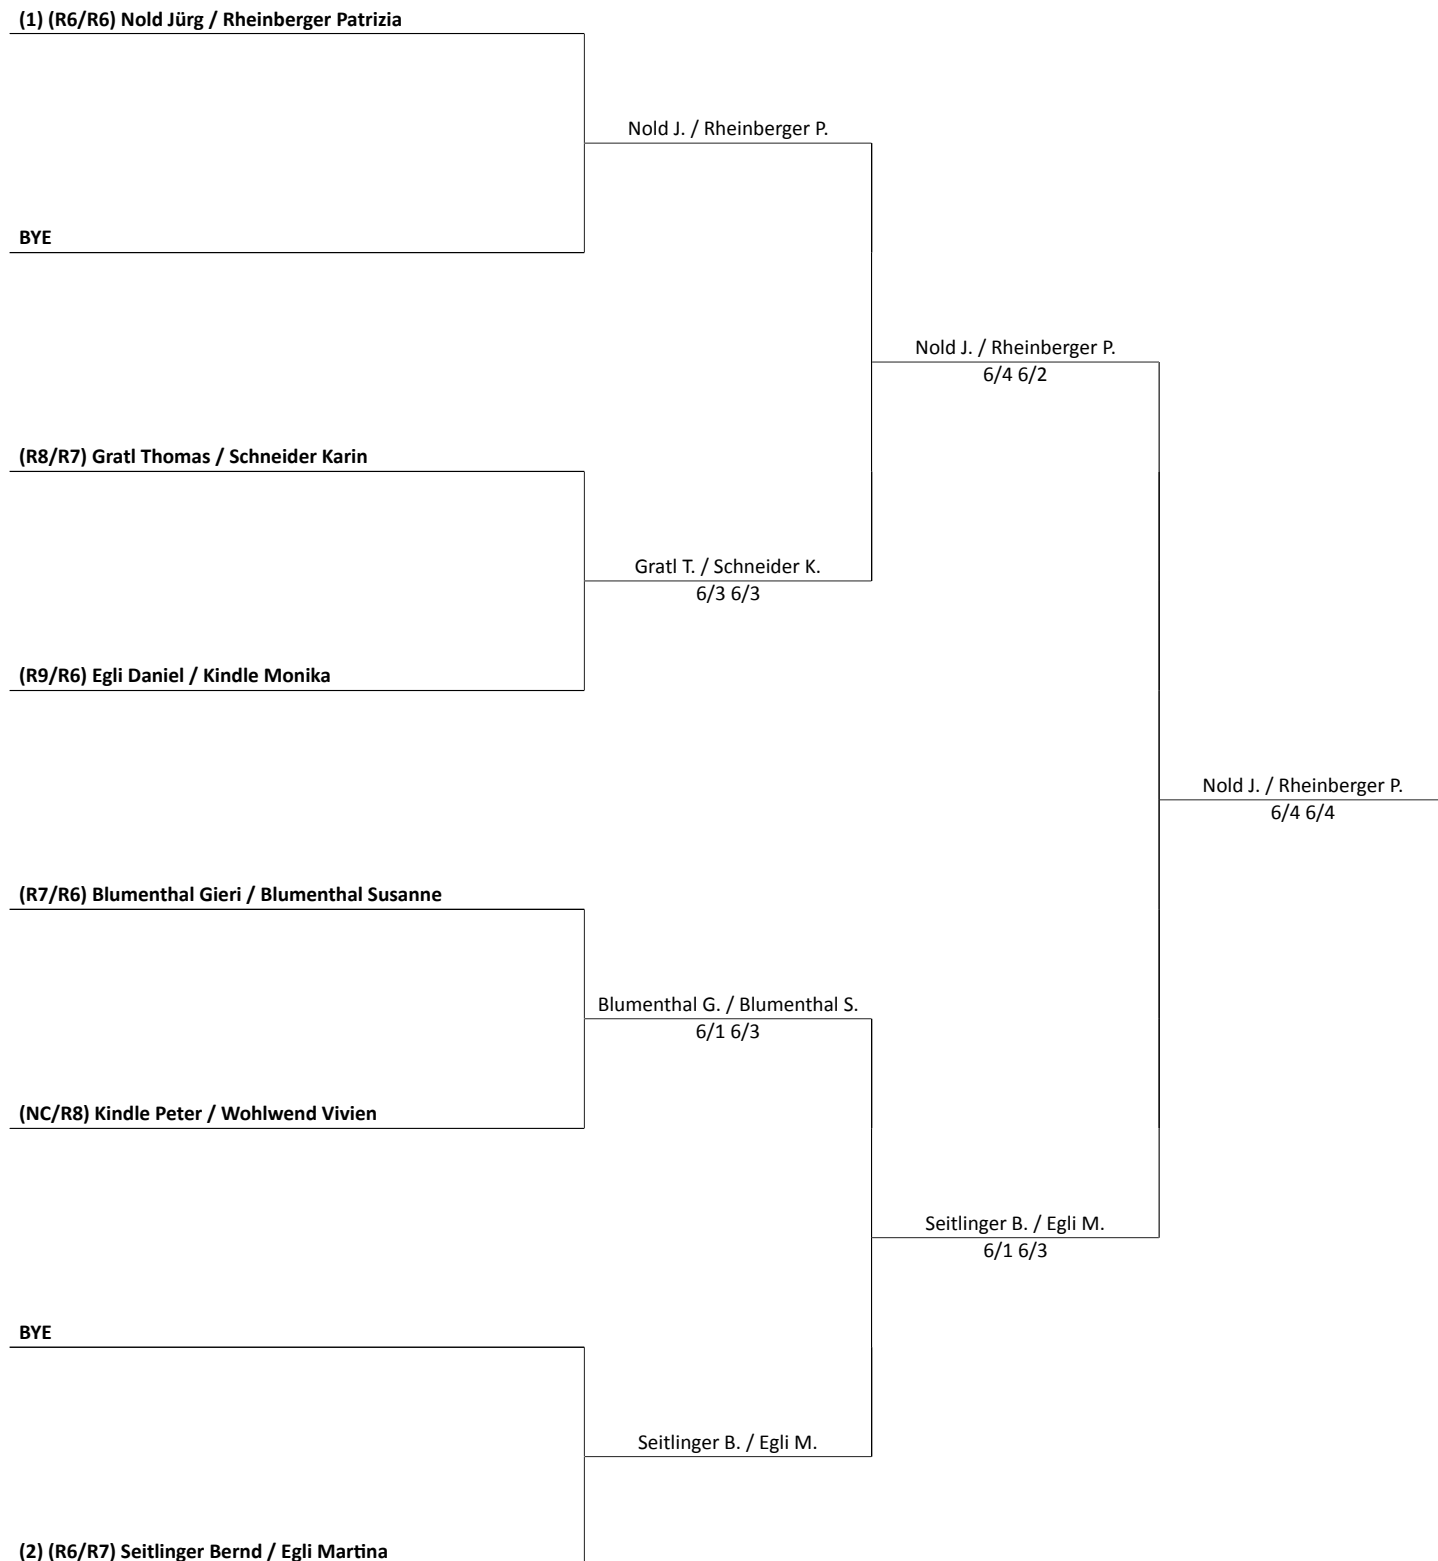 (1) (R6/R6) Nold Jürg / Rheinberger Patrizia
Nold J. / Rheinberger P.
BYE
Nold J. / Rheinberger P.
6/4 6/2
(R8/R7) Gratl Thomas / Schneider Karin
Gratl T. / Schneider K.
6/3 6/3
(R9/R6) Egli Daniel / Kindle Monika
Nold J. / Rheinberger P.
6/4 6/4
(R7/R6) Blumenthal Gieri / Blumenthal Susanne
Blumenthal G. / Blumenthal S.
6/1 6/3
(NC/R8) Kindle Peter / Wohlwend Vivien
Seitlinger B. / Egli M.
6/1 6/3
BYE
Seitlinger B. / Egli M.
(2) (R6/R7) Seitlinger Bernd / Egli Martina